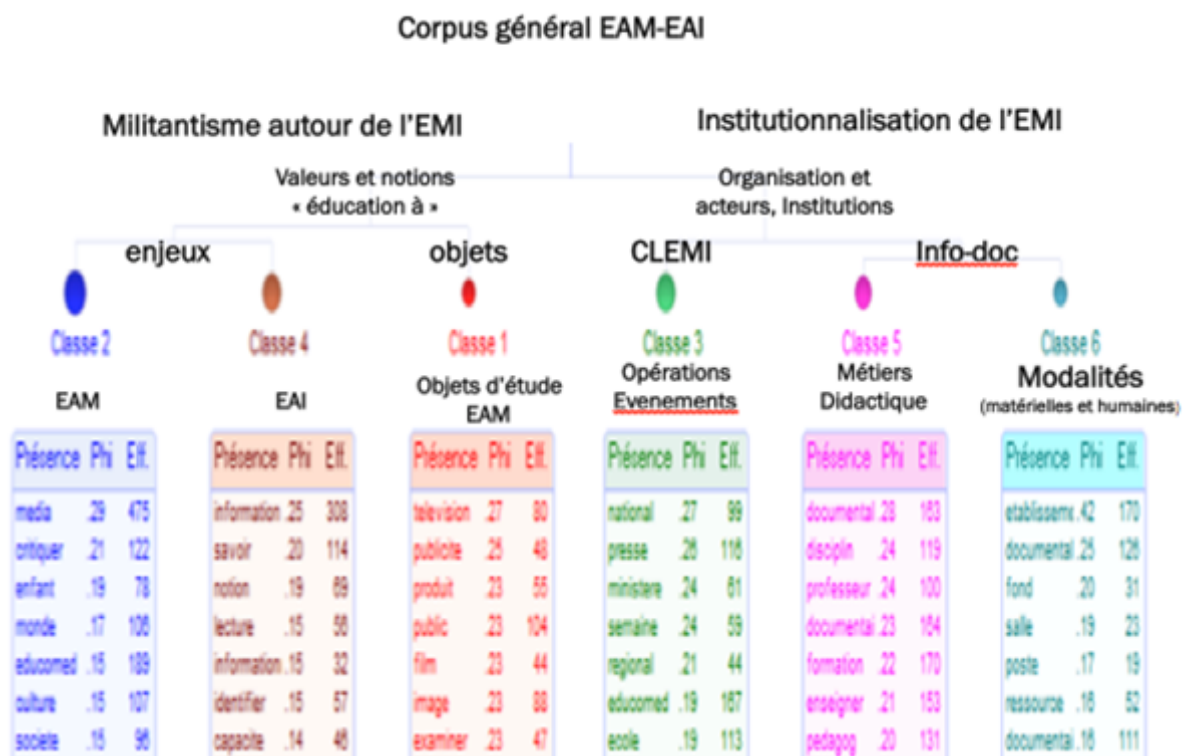 Corpus général EAM-EAI
Militantisme autour de l'EMI
Institutionnalisation de l'EMI
Valeurs et notions
« éducation à »
Organisation et
acteurs, Institutions
enjeux
objets
CLEMI
Info-doc
Classe 2
Classe 4
Classe 1
Classe 3
Classe 5
Classe 6
EAM
EAI
Objets d'étude
EAM
Opérations
Evenements
Métiers
Didactique
Modalités
(matérielles et humaines)
Présence Phi Eff.
media .29 475
critiquer .21 122
enfant .19 78
monde .17 106
educomed .15 189
culture .15 107
societe .15 96
Présence Phi Eff.
information .25 308
savoir .20 114
notion .19 69
lecture .15 56
information .15 32
identifier .15 57
capacite .14 46
Présence Phi Eff.
television .27 80
publicite .25 48
produit .23 55
public .23 104
film .23 44
image .23 88
examiner .23 47
Présence Phi Eff.
national .27 99
presse .26 116
ministere .24 61
semaine .24 59
regional .21 44
educomed .19 167
ecole .19 113
Présence Phi Eff.
documental .28 163
disciplin .24 119
professeur .24 100
documental .23 164
formation .22 170
enseigner .21 153
pedagog .20 131
Présence Phi Eff.
etablisseme .42 170
documental .25 126
fond .20 31
salle .19 23
poste .17 19
ressource .16 52
documental .16 111